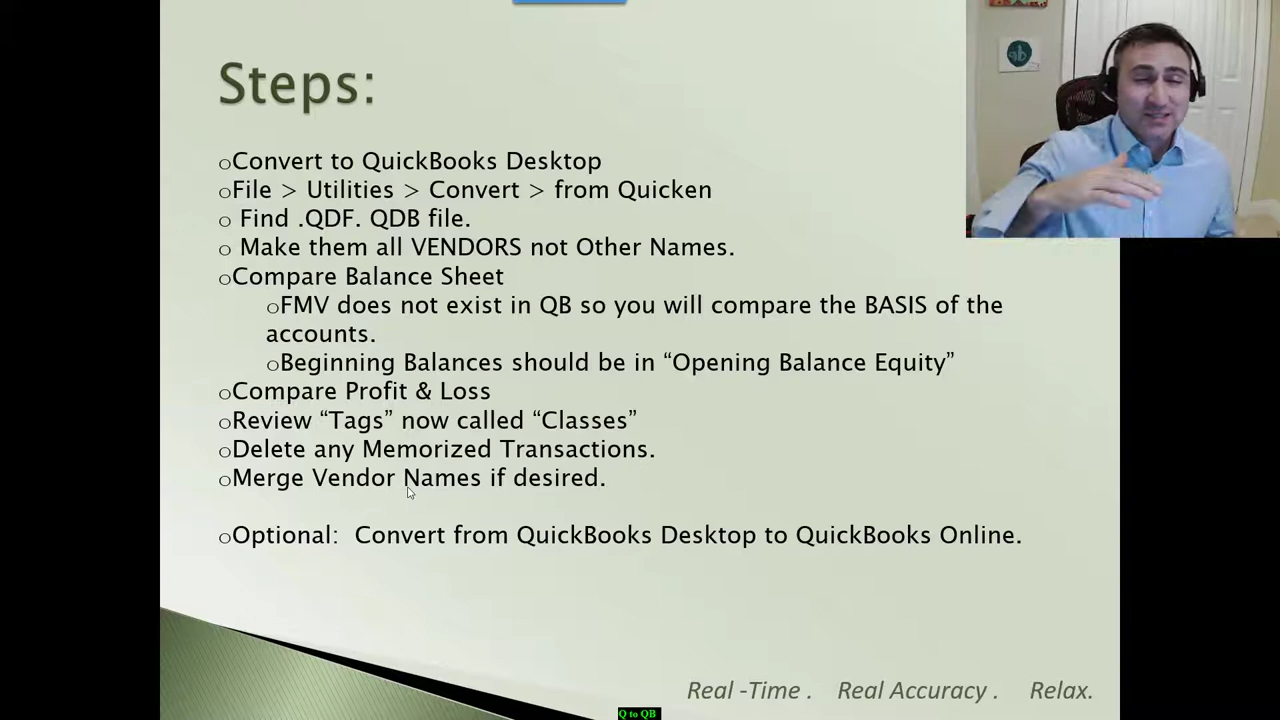 Steps:
Convert to QuickBooks Desktop
File > Utilities > Convert > from Quicken
Find .QDF. QDB file.
Make them all VENDORS not Other Names.
Compare Balance Sheet
FMV does not exist in QB so you will compare the BASIS of the
accounts.
Beginning Balances should be in “Opening Balance Equity”
Compare Profit & Loss
Review “Tags” now called “Classes”
Delete any Memorized Transactions.
Merge Vendor Names if desired.
Optional: Convert from QuickBooks Desktop to QuickBooks Online.
Real -Time . Real Accuracy . Relax.
Q to QB